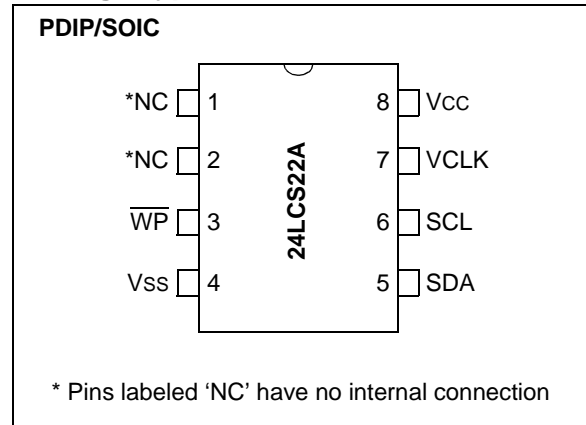 PDIP/SOIC
*NC 1 8 Vcc
*NC 2 7 VCLK
W̅P̅ 3 6 SCL
Vss 4 5 SDA
24LCS22A
* Pins labeled ‘NC’ have no internal connection